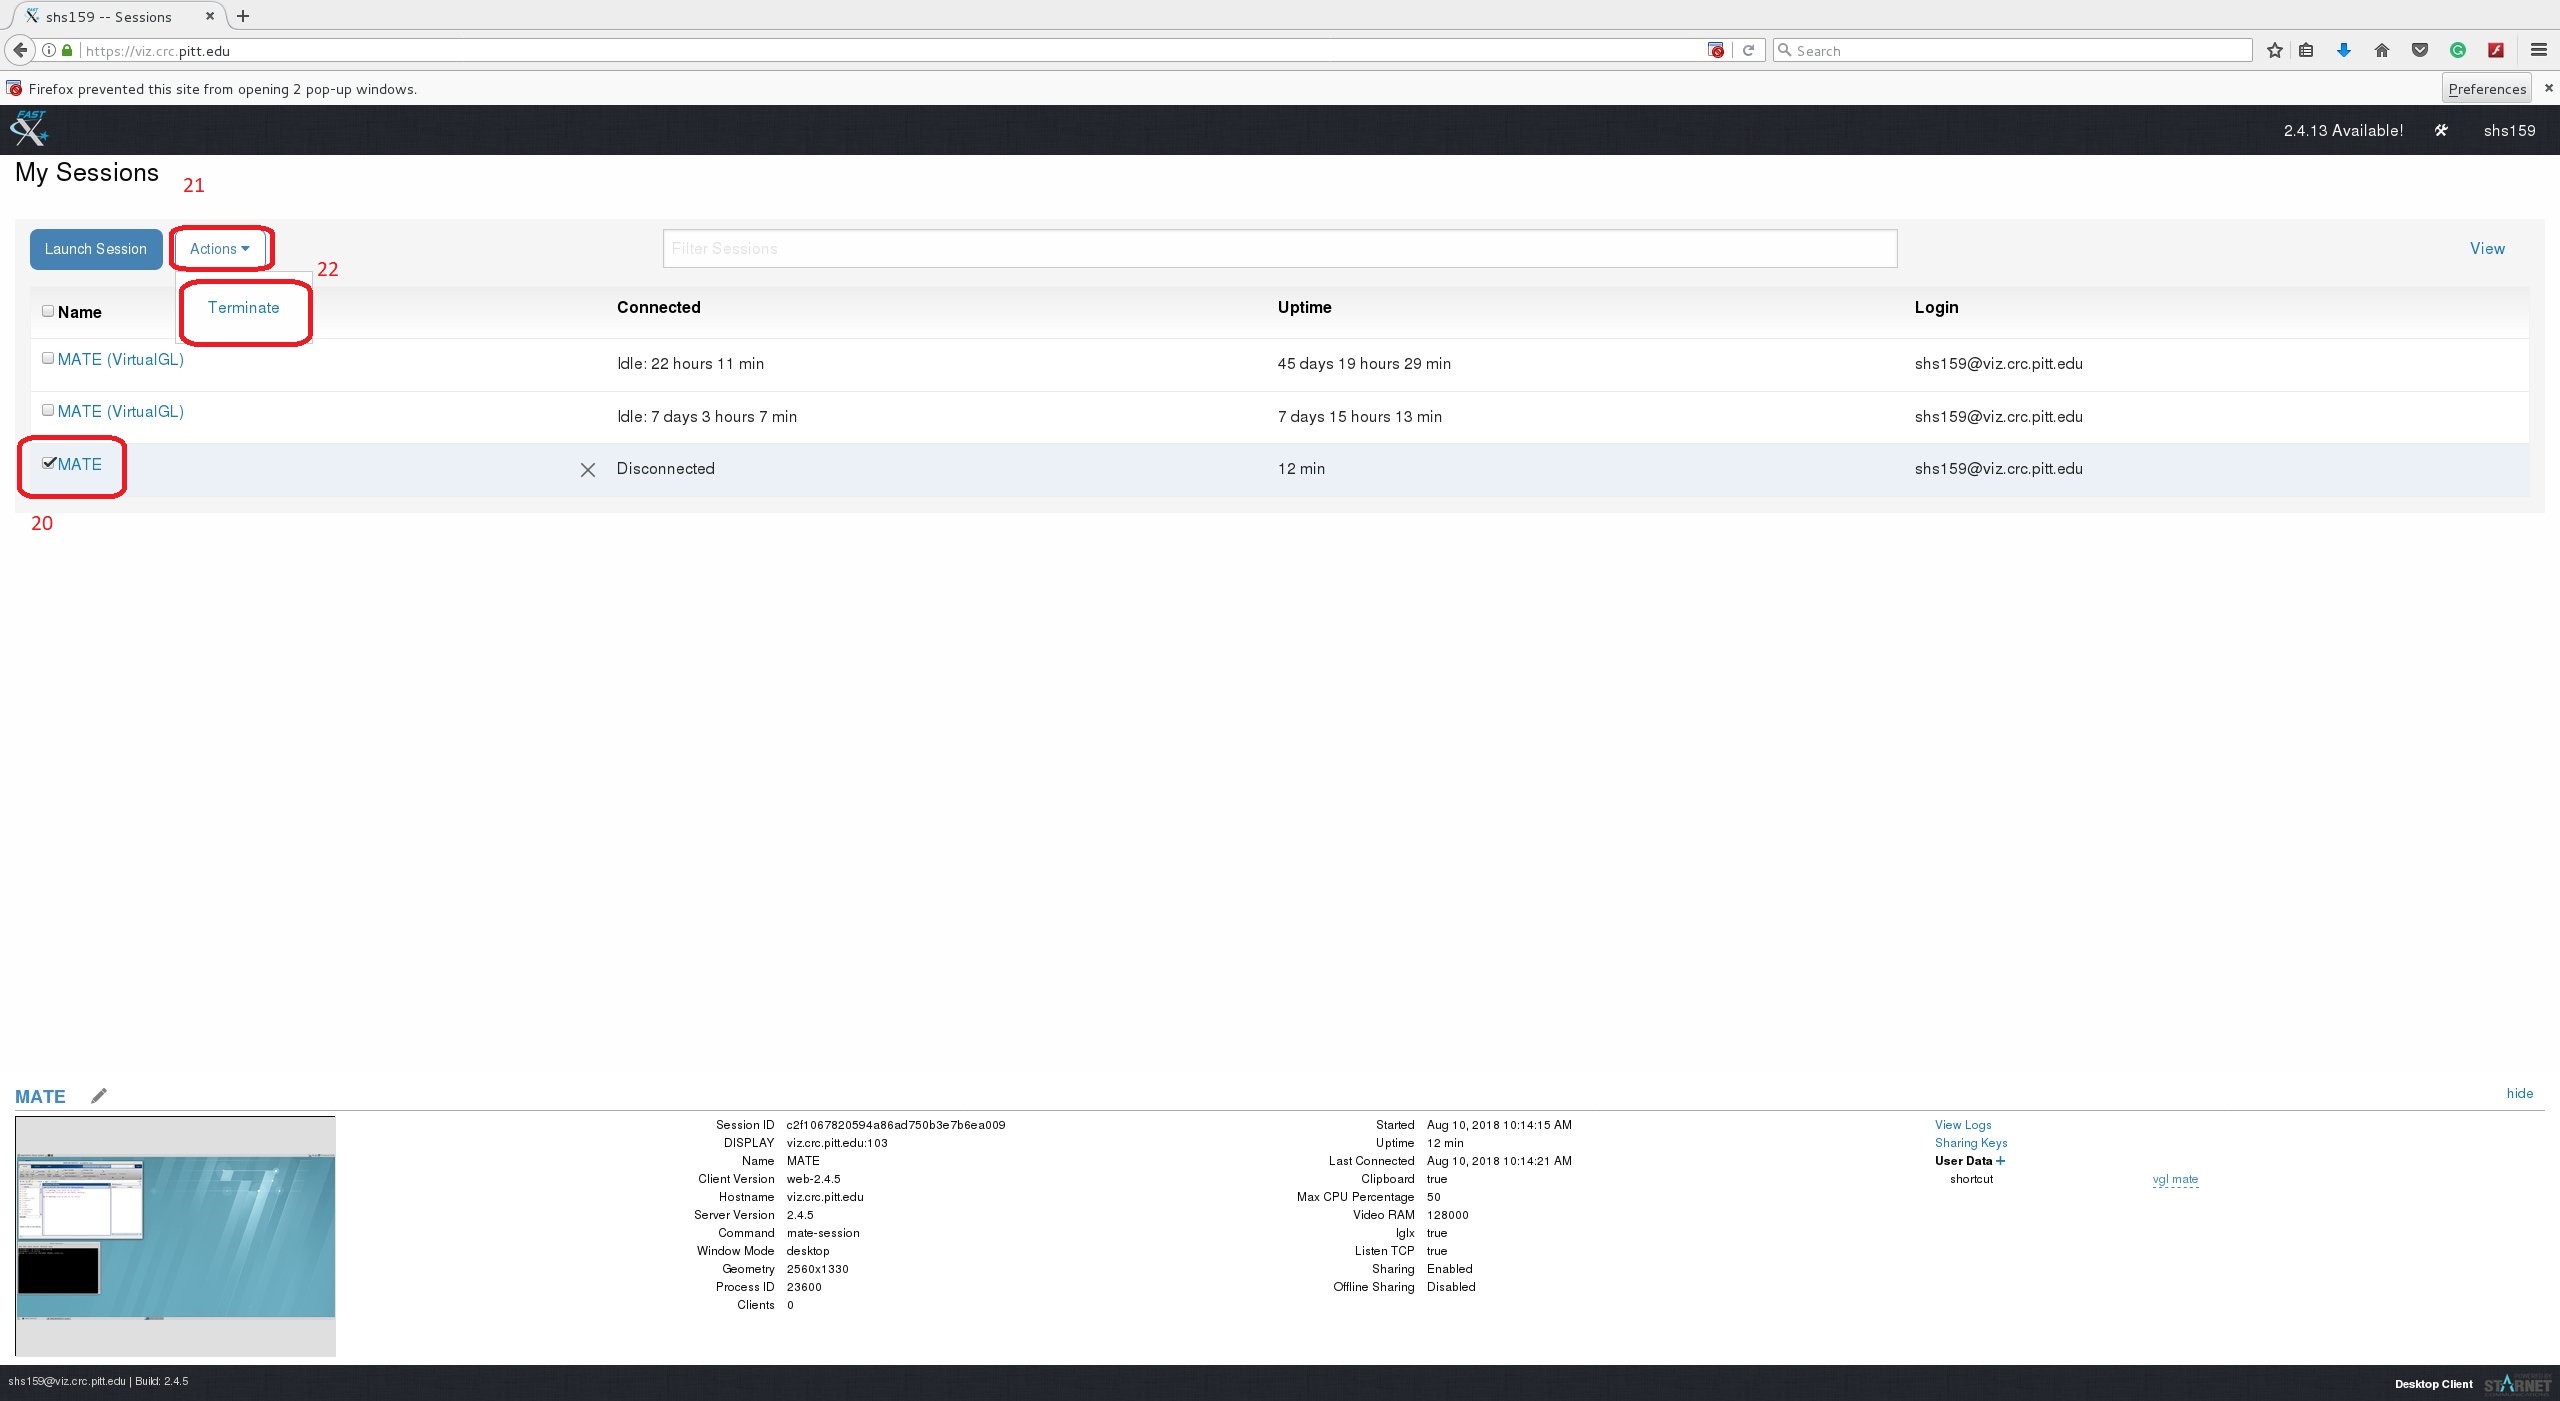 shs159 -- Sessions
https://viz.crc.pitt.edu
Search
Firefox prevented this site from opening 2 pop-up windows.
Preferences
FAST X
2.4.13 Available!
shs159
My Sessions
21
Launch Session
Actions
Filter Sessions
View
22
Terminate
Name Connected Uptime Login
MATE (VirtualGL) Idle: 22 hours 11 min 45 days 19 hours 29 min shs159@viz.crc.pitt.edu
MATE (VirtualGL) Idle: 7 days 3 hours 7 min 7 days 15 hours 13 min shs159@viz.crc.pitt.edu
MATE Disconnected 12 min shs159@viz.crc.pitt.edu
20
MATE
hide
Session ID c2f1067820594a86ad750b3e7b6ea009
DISPLAY viz.crc.pitt.edu:103
Name MATE
Client Version web-2.4.5
Hostname viz.crc.pitt.edu
Server Version 2.4.5
Command mate-session
Window Mode desktop
Geometry 2560x1330
Process ID 23600
Clients 0
Started Aug 10, 2018 10:14:15 AM
Uptime 12 min
Last Connected Aug 10, 2018 10:14:21 AM
Clipboard true
Max CPU Percentage 50
Video RAM 128000
Iglx true
Listen TCP true
Sharing Enabled
Offline Sharing Disabled
View Logs
Sharing Keys
User Data +
shortcut vgl mate
shs159@viz.crc.pitt.edu | Build: 2.4.5
Desktop Client
STARNET